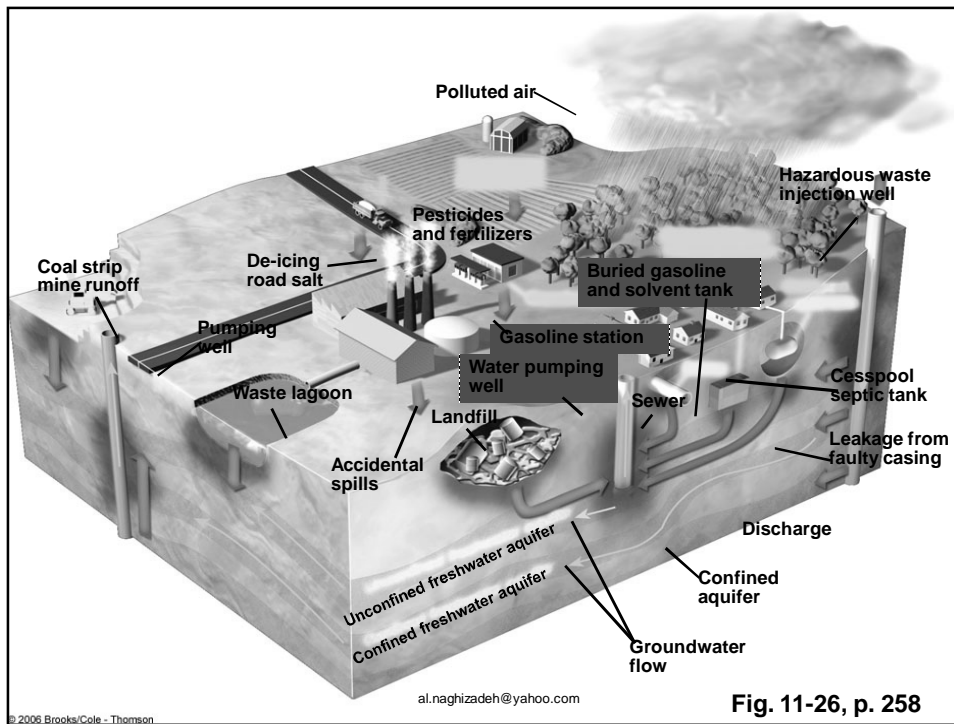 Polluted air
Hazardous waste
injection well
Pesticides
and fertilizers
De-icing
road salt
Coal strip
mine runoff
Buried gasoline
and solvent tank
Pumping
well
Gasoline station
Water pumping
well
Waste lagoon
Sewer
Cesspool
septic tank
Landfill
Leakage from
faulty casing
Accidental
spills
Discharge
Unconfined freshwater aquifer
Confined freshwater aquifer
Confined
aquifer
Groundwater
flow
al.naghizadeh@yahoo.com
Fig. 11-26, p. 258
© 2006 Brooks/Cole - Thomson